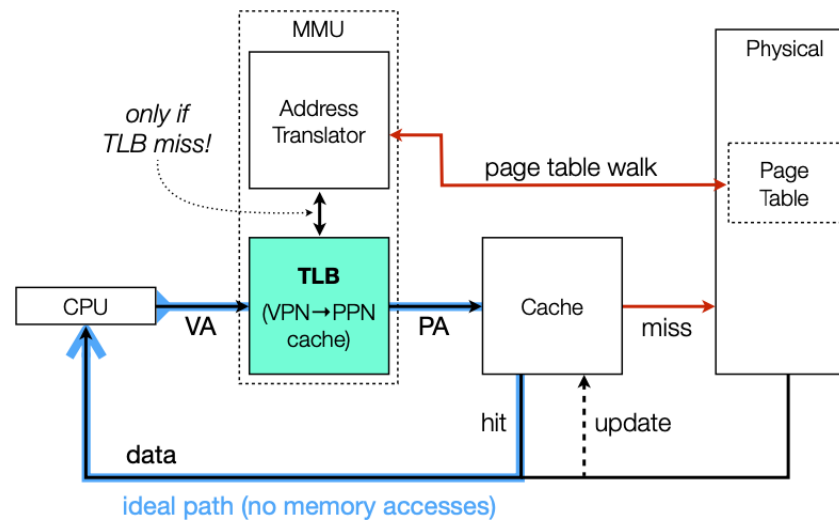 MMU
Physical
Address
Translator
only if
TLB miss!
page table walk
Page
Table
TLB
(VPN→PPN
cache)
CPU
VA
PA
Cache
miss
hit
update
data
ideal path (no memory accesses)